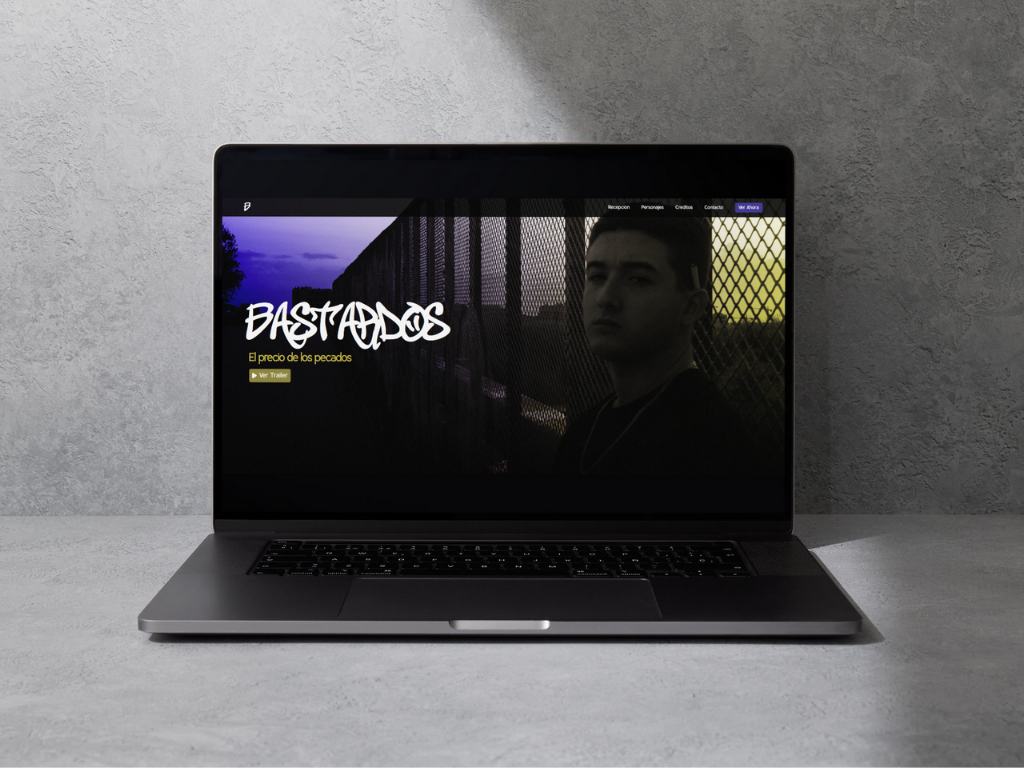 B
Recepcion Personajes Creditos Contacto Ver Ahora
BASTARDOS
El precio de los pecados
Ver Trailer